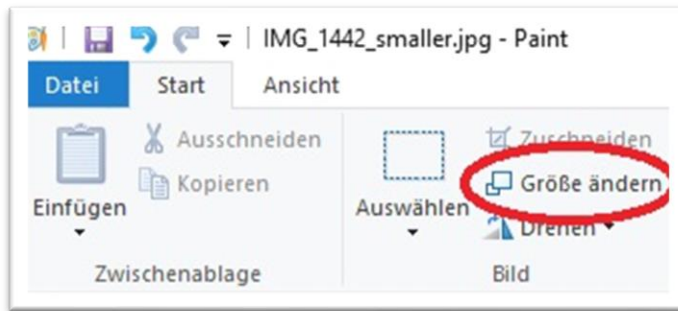 IMG_1442_smaller.jpg - Paint
Datei Start Ansicht
Ausschneiden
Kopieren
Einfügen
Zwischenablage
Zuschneiden
Größe ändern
Auswählen
Drehen
Bild